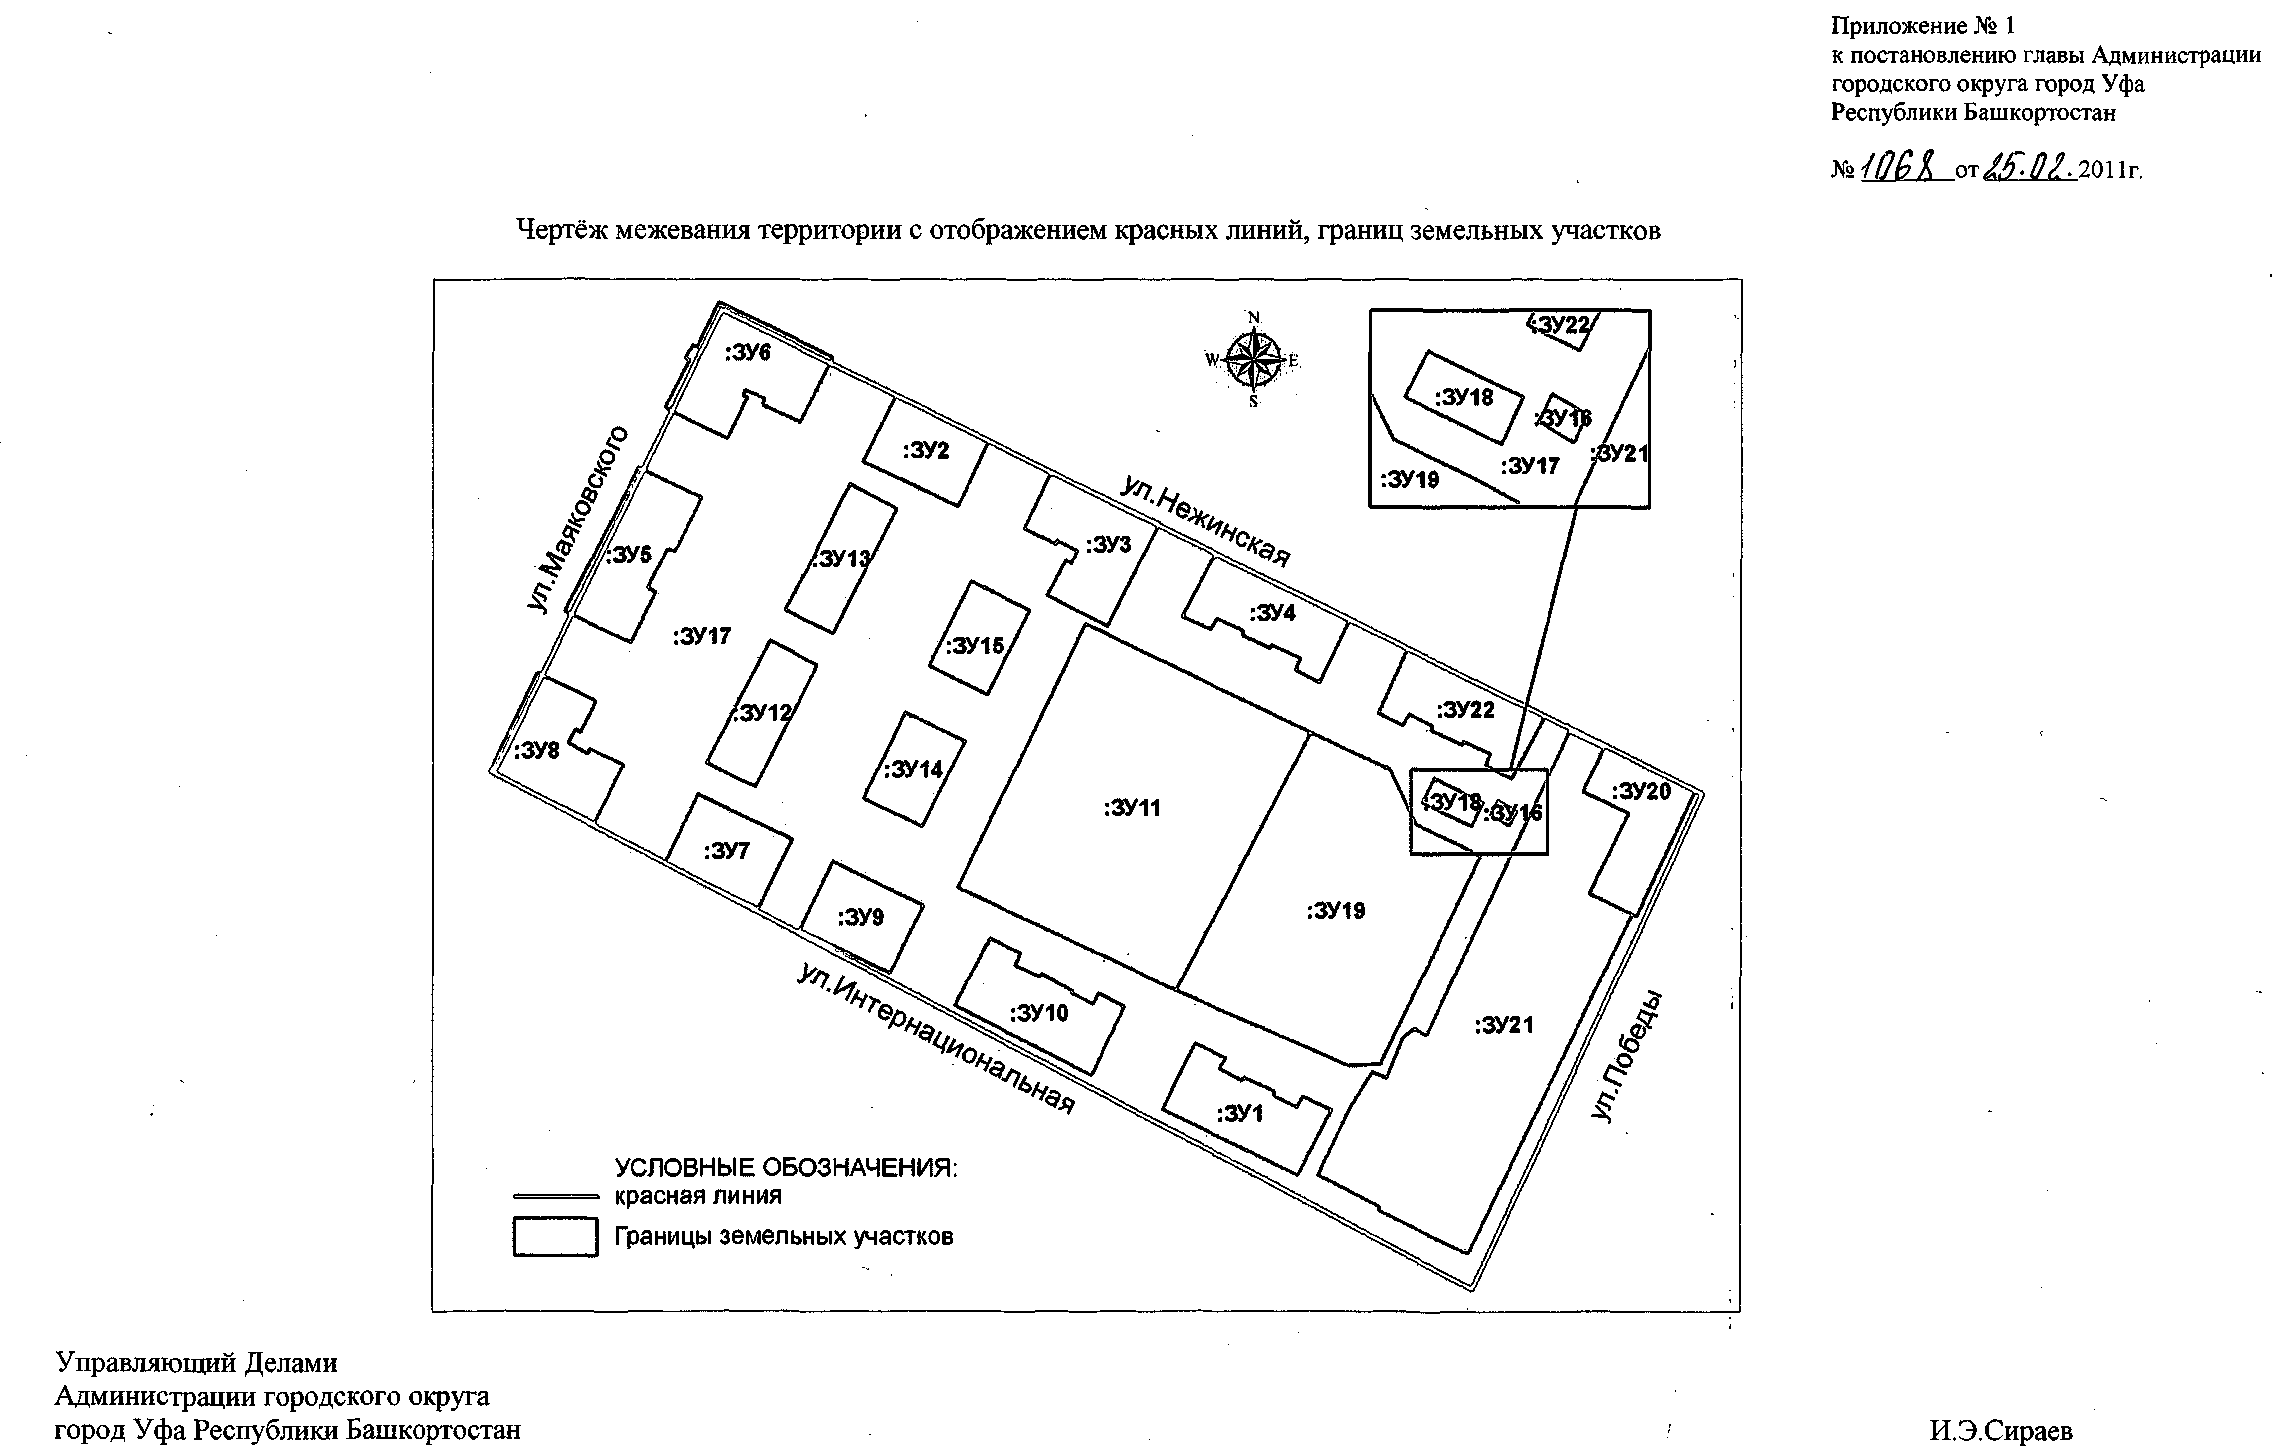 Приложение № 1
к постановлению главы Администрации
городского округа город Уфа
Республики Башкортостан
№ 1068 от 25.02.2011г.
Чертёж межевания территории с отображением красных линий, границ земельных участков
N
W E
S
:ЗУ22
:ЗУ18
:ЗУ16
:ЗУ21
:ЗУ17
:ЗУ19
:ЗУ6
:ЗУ2
ул.Маяковского
ул.Нежинская
:ЗУ3
:ЗУ5
:ЗУ13
:ЗУ4
:ЗУ17
:ЗУ15
:ЗУ12
:ЗУ22
:ЗУ8
:ЗУ14
:ЗУ11
:ЗУ18
:ЗУ16
:ЗУ20
:ЗУ7
:ЗУ9
:ЗУ19
:ЗУ10
:ЗУ21
ул.Интернациональная
ул.Победы
:ЗУ1
УСЛОВНЫЕ ОБОЗНАЧЕНИЯ:
красная линия
Границы земельных участков
Управляющий Делами
Администрации городского округа
город Уфа Республики Башкортостан
И.Э.Сираев